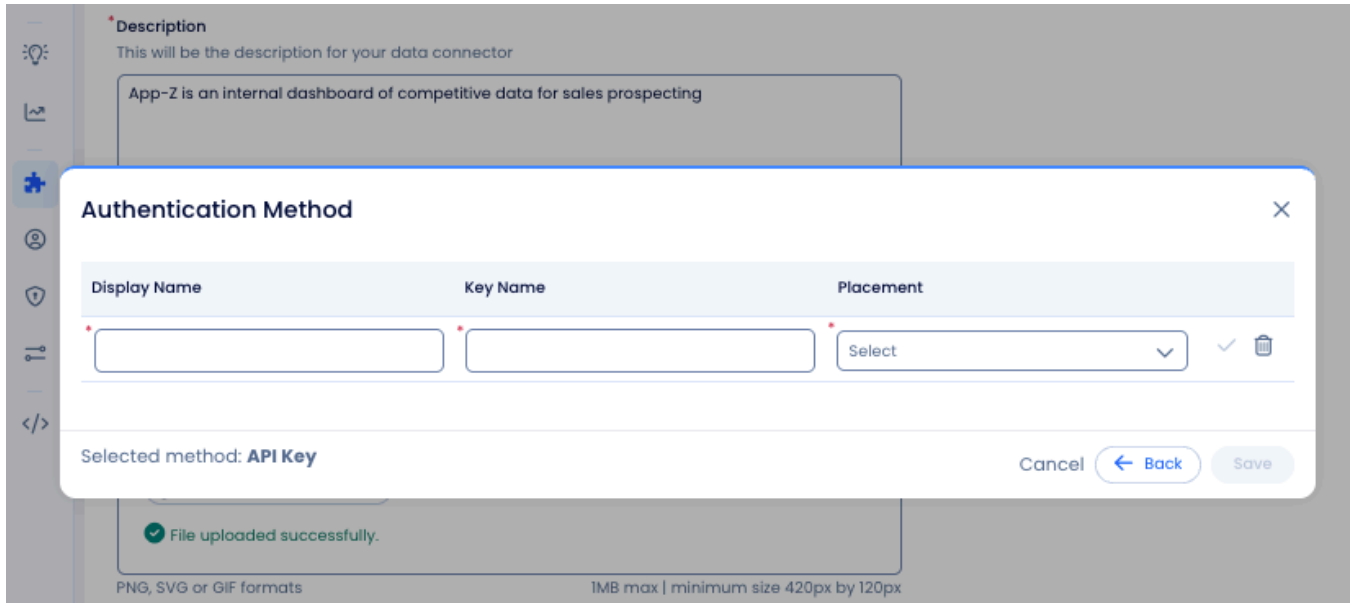 *Description
This will be the description for your data connector
App-Z is an internal dashboard of competitive data for sales prospecting
Authentication Method
Display Name Key Name Placement
* * * Select
Selected method: API Key Cancel Back Save
File uploaded successfully.
PNG, SVG or GIF formats 1MB max | minimum size 420px by 120px